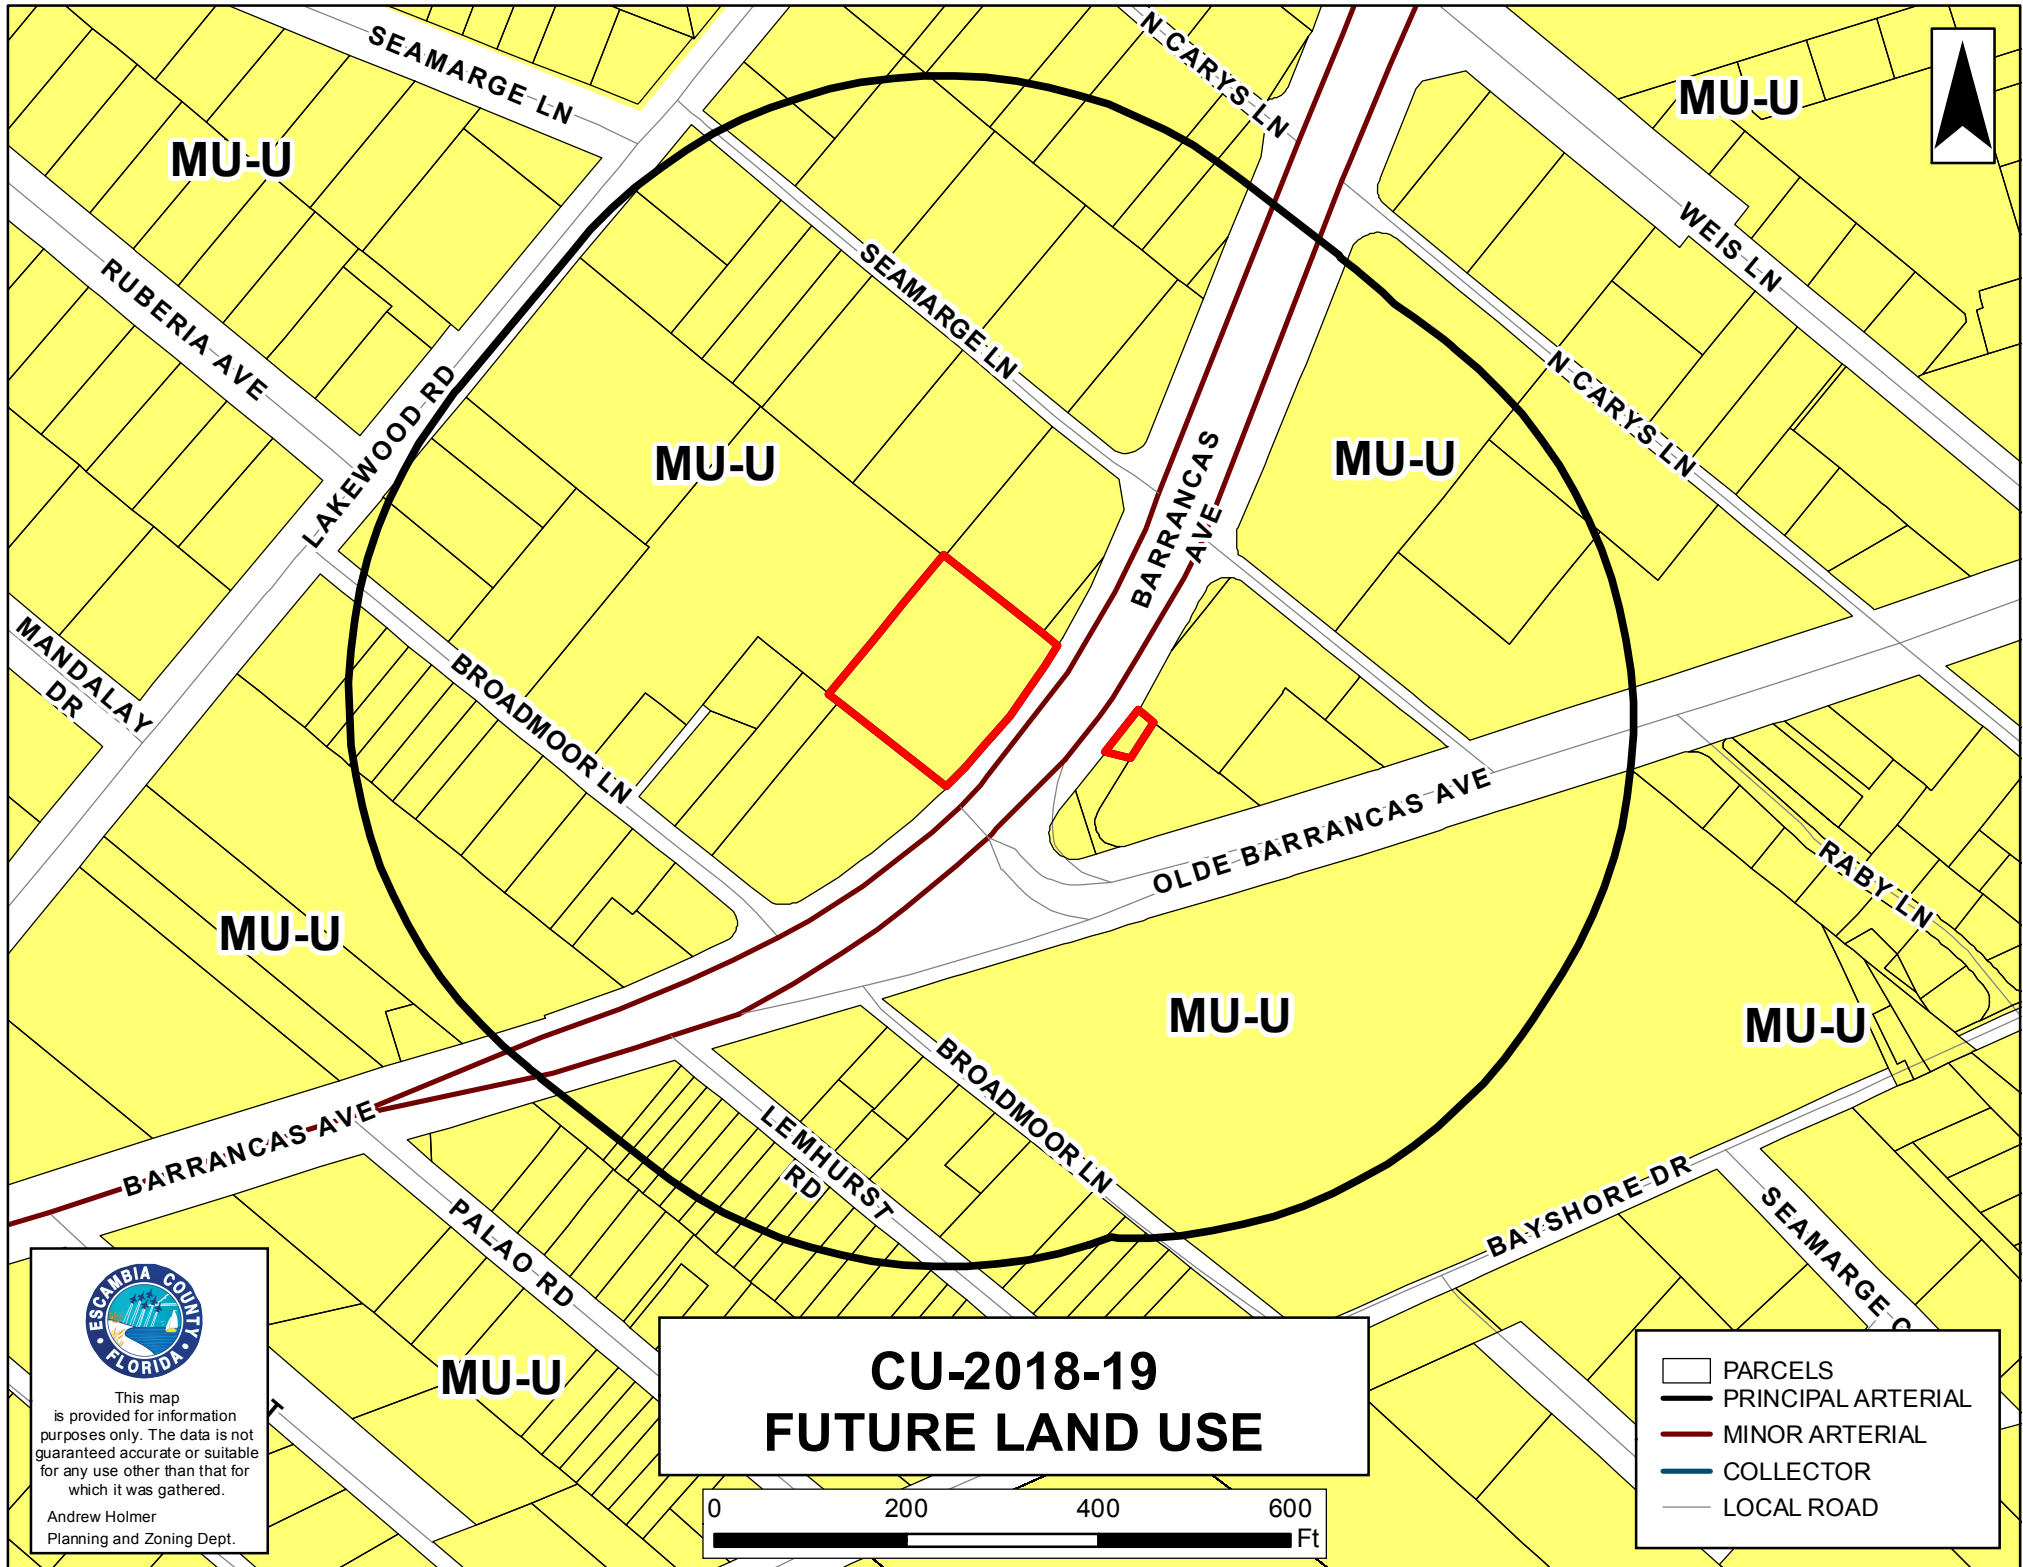 SEAMARGE LN
N CARYS LN
MU-U
MU-U
WEIS LN
SEAMARGE LN
RUBERIA AVE
N CARYS LN
LAKEWOOD RD
MU-U
MU-U
BARRANCAS
AVE
MANDALAY
DR
BROADMOOR LN
OLDE BARRANCAS AVE
RABY LN
MU-U
MU-U
MU-U
BROADMOOR LN
BARRANCAS AVE
LEMHURST
RD
PALAO RD
BAYSHORE DR
SEAMARGE C
MU-U
T
ESCAMBIA COUNTY
FLORIDA
This map
is provided for information
purposes only. The data is not
guaranteed accurate or suitable
for any use other than that for
which it was gathered.
Andrew Holmer
Planning and Zoning Dept.
CU-2018-19
FUTURE LAND USE
0 200 400 600
Ft
PARCELS
PRINCIPAL ARTERIAL
MINOR ARTERIAL
COLLECTOR
LOCAL ROAD